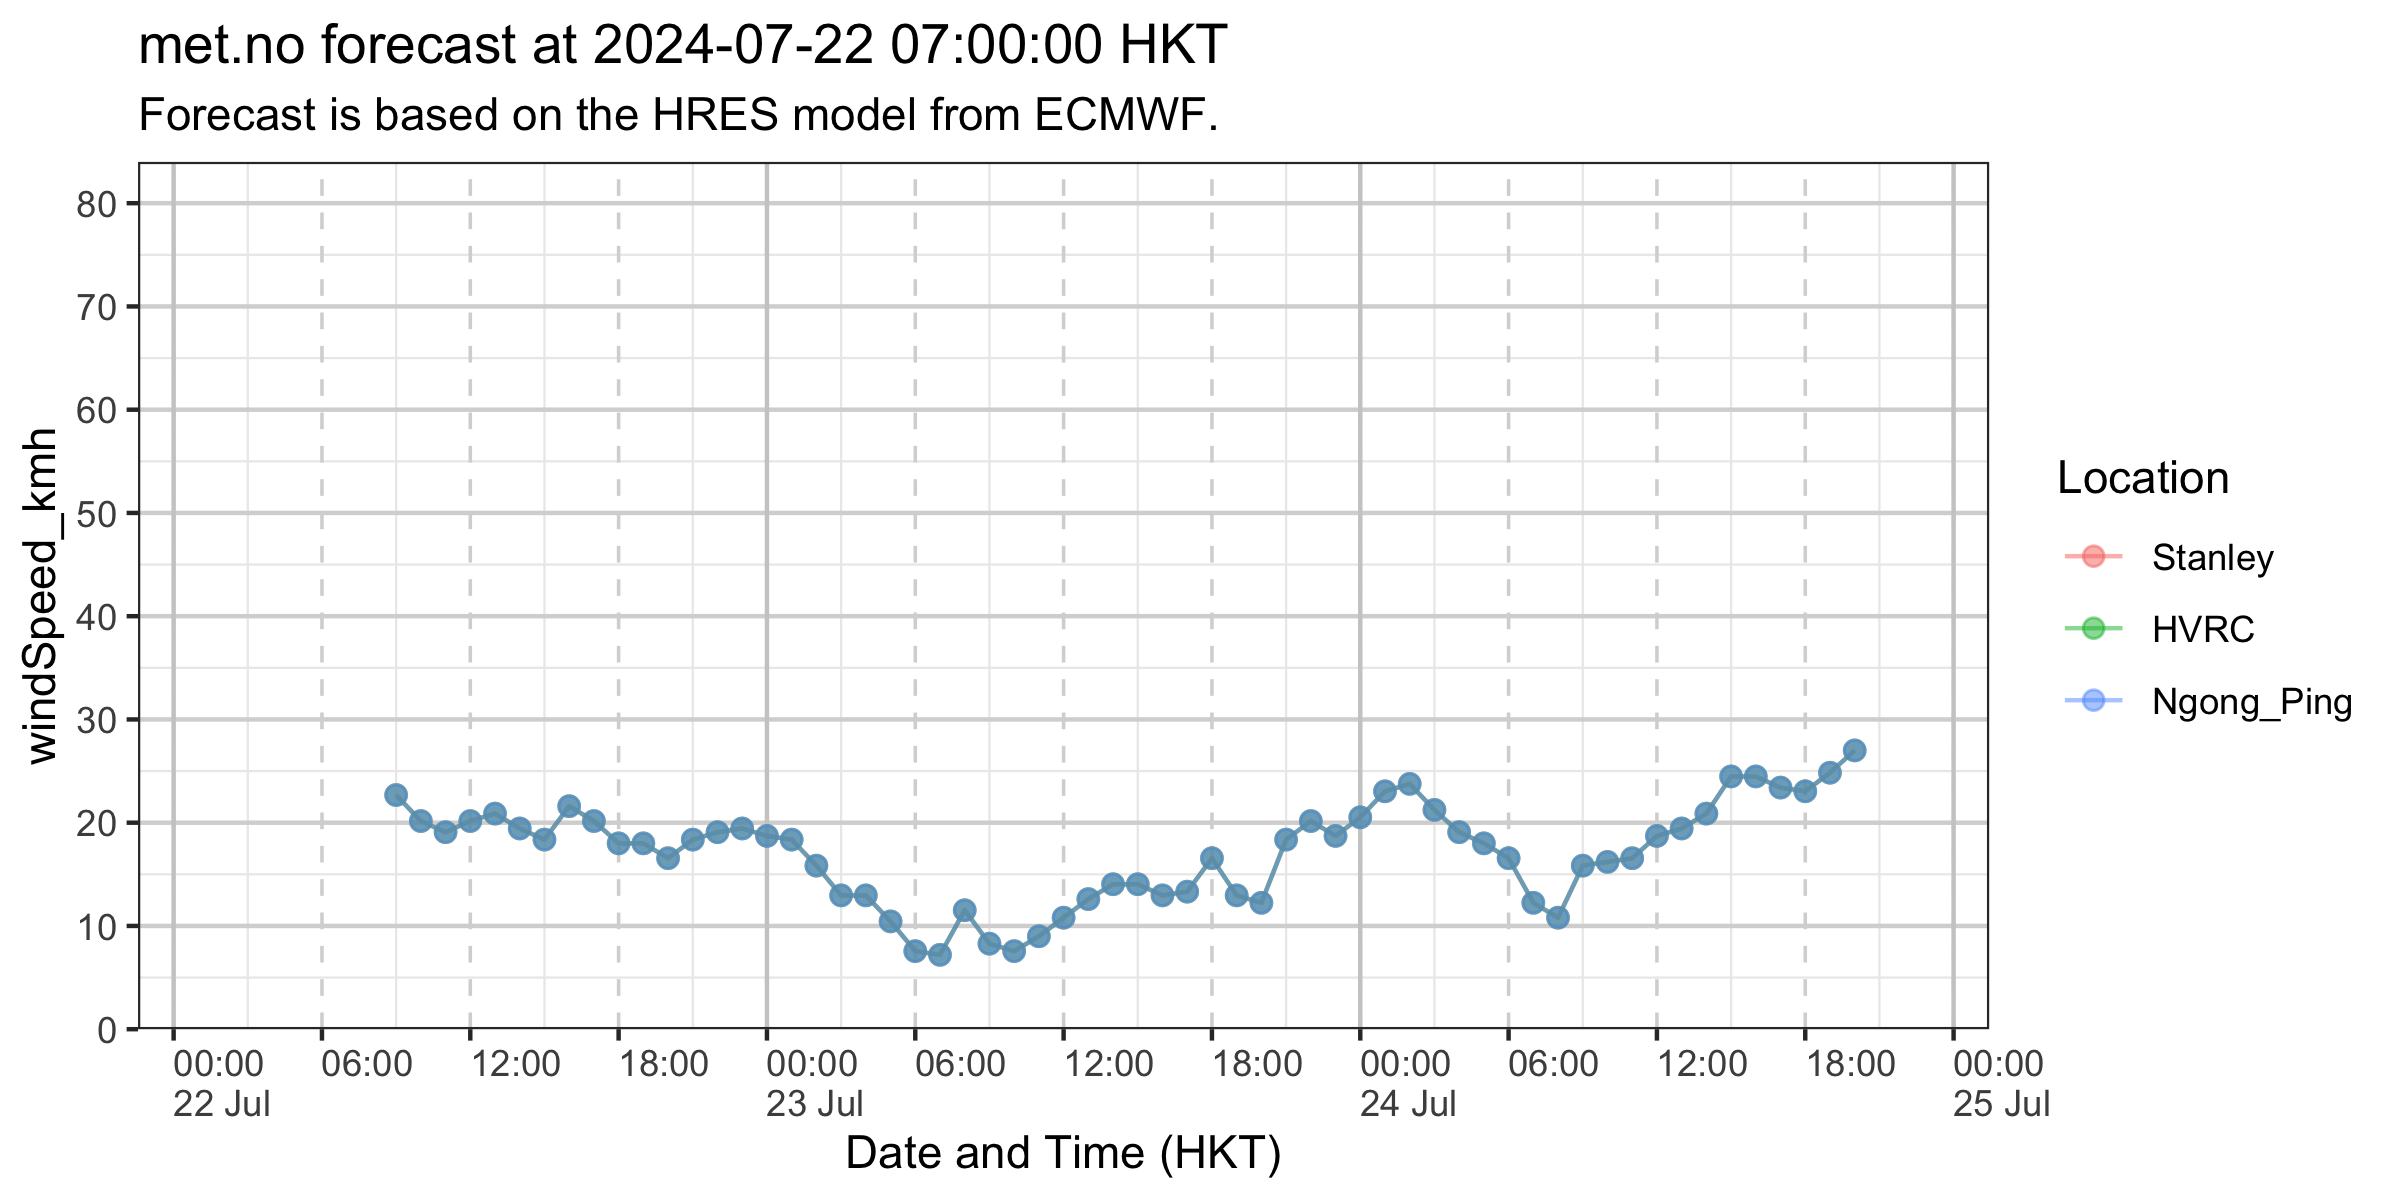 met.no forecast at 2024-07-22 07:00:00 HKT
Forecast is based on the HRES model from ECMWF.
windSpeed_kmh
80
70
60
50
40
30
20
10
0
00:00 06:00 12:00 18:00 00:00 06:00 12:00 18:00 00:00 06:00 12:00 18:00 00:00
22 Jul 23 Jul 24 Jul 25 Jul
Date and Time (HKT)
Location
Stanley
HVRC
Ngong_Ping